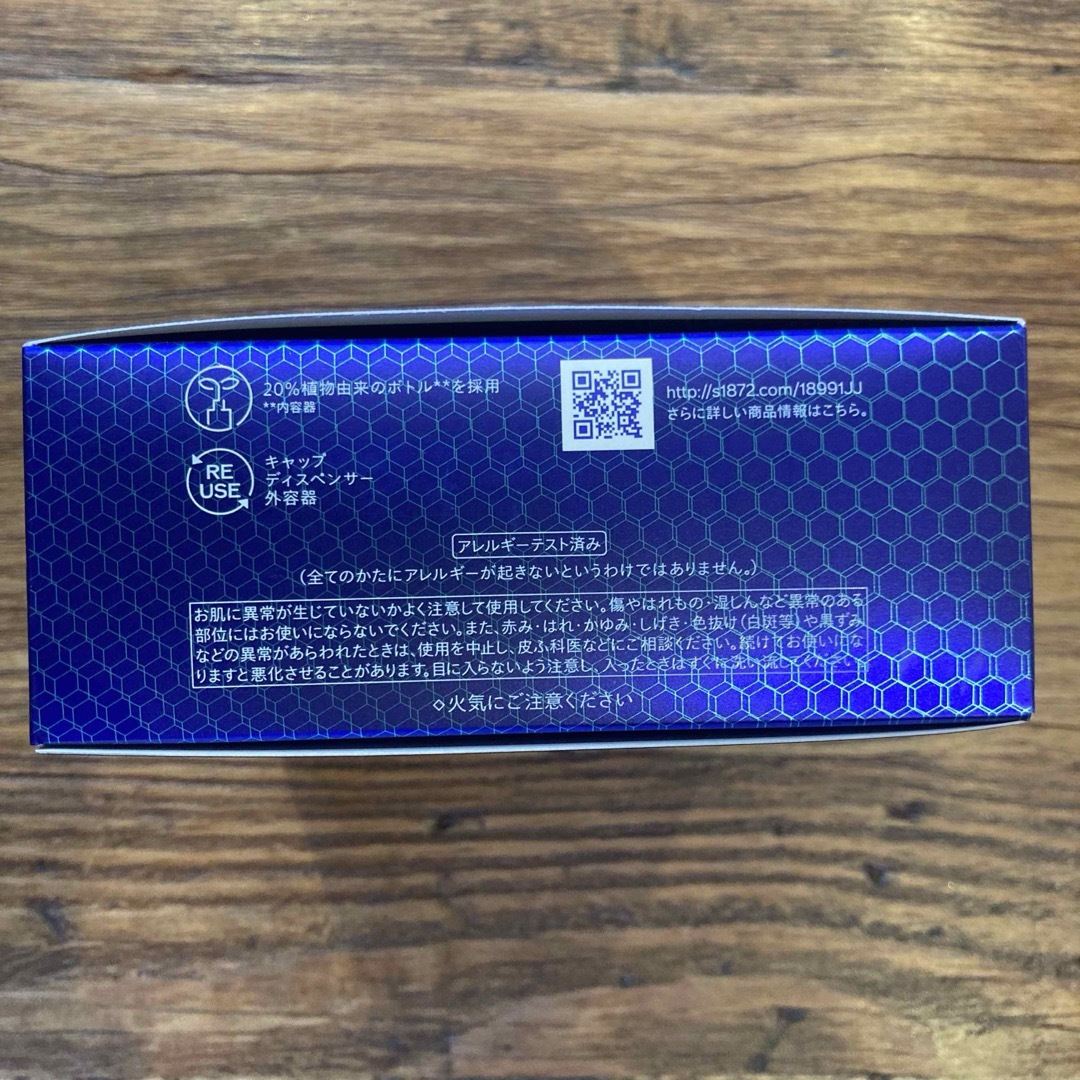 20%植物由来のボトル**を採用
**内容器
http://s1872.com/18991JJ
さらに詳しい商品情報はこちら。
RE
USE
キャップ
ディスペンサー
外容器
アレルギーテスト済み
(全てのかたにアレルギーが起きないというわけではありません。)
お肌に異常が生じていないかよく注意して使用してください。傷やはれもの・湿しんなど異常のある
部位にはお使いにならないでください。また、赤み・はれ・かゆみ・しげき・色抜け(白斑等)や黒ずみ
などの異常があらわれたときは、使用を中止し、皮ふ科医などにご相談ください。続けてお使いにな
りますと悪化させることがあります。目に入らないよう注意し、入ったときはすぐに洗い流してください。
◇火気にご注意ください